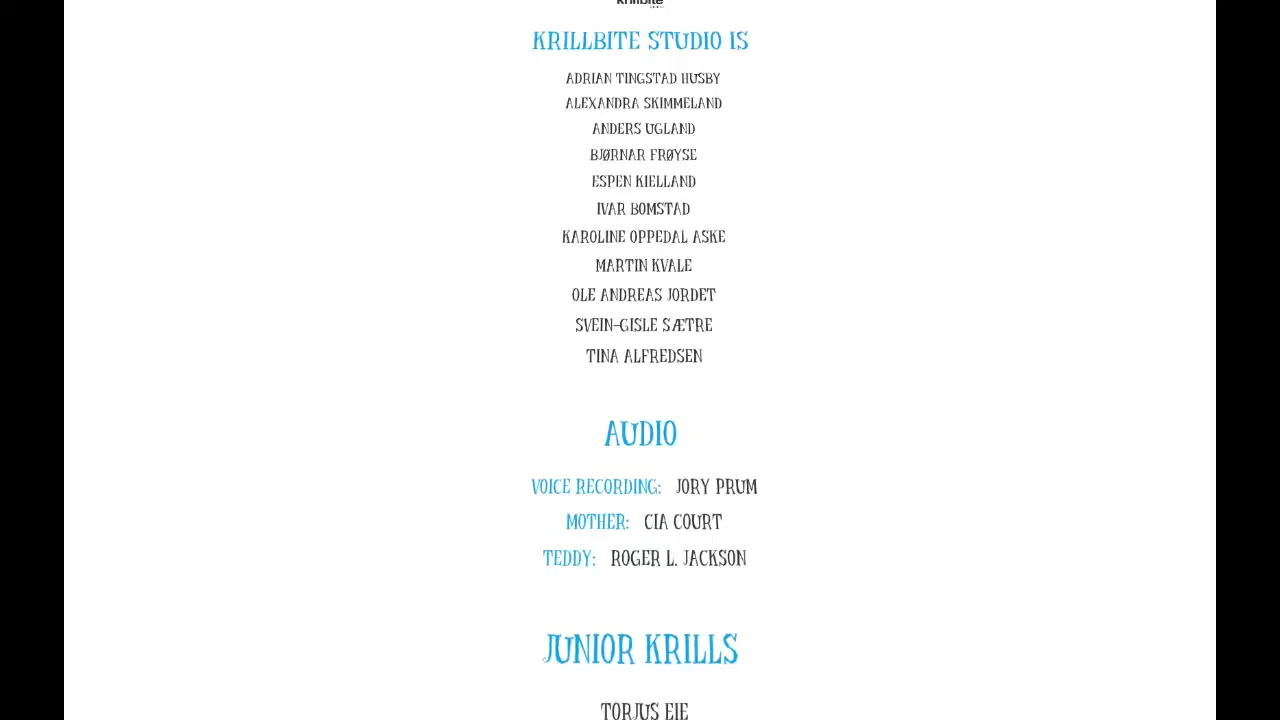 Krillbite
KRILLBITE STUDIO IS
ADRIAN TINGSTAD HUSBY
ALEXANDRA SKIMMELAND
ANDERS UGLAND
BJØRNAR FRØYSE
ESPEN KIELLAND
IVAR BOMSTAD
KAROLINE OPPEDAL ASKE
MARTIN KVALE
OLE ANDREAS JORDET
SVEIN-GISLE SÆTRE
TINA ALFREDSEN
AUDIO
VOICE RECORDING: JORY PRUM
MOTHER: CIA COURT
TEDDY: ROGER L. JACKSON
JUNIOR KRILLS
TORJUS EIE